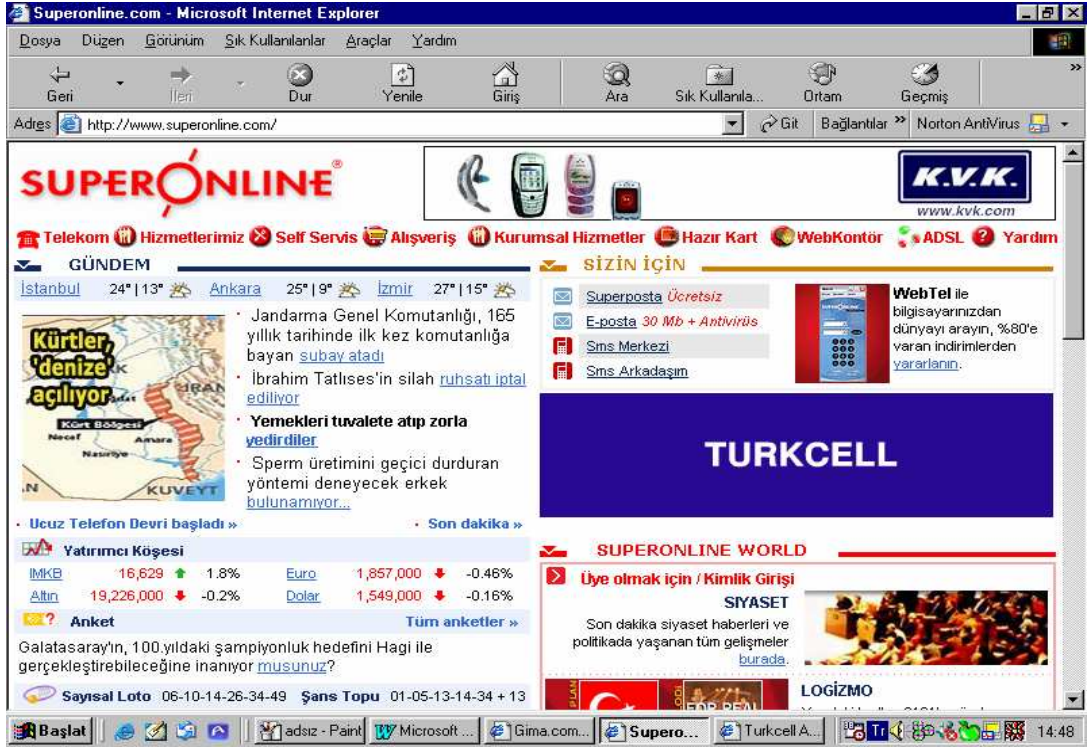 Superonline.com - Microsoft Internet Explorer
Dosya Düzen Görünüm Sık Kullanılanlar Araçlar Yardım
Geri İleri Dur Yenile Giriş Ara Sık Kullanıla... Ortam Geçmiş »
Adres http://www.superonline.com/ Git Bağlantılar » Norton AntiVirus
SUPERONLINE®
K.V.K.
www.kvk.com
Telekom Hizmetlerimiz Self Servis Alışveriş Kurumsal Hizmetler Hazır Kart WebKontör ADSL Yardım
GÜNDEM
İstanbul 24°|13° Ankara 25°|9° İzmir 27°|15°
Kürtler,
'denize'
açılıyor
IRAN
Kürt Bölgesi
Necef Amara
Nasıriye
KUVEYT
· Jandarma Genel Komutanlığı, 165
yıllık tarihinde ilk kez komutanlığa
bayan subay atadı
· İbrahim Tatlıses'in silah ruhsatı iptal
ediliyor
· Yemekleri tuvalete atıp zorla
yedirdiler
· Sperm üretimini geçici durduran
yöntemi deneyecek erkek
bulunamıyor...
· Ucuz Telefon Devri başladı » · Son dakika »
Yatırımcı Köşesi
IMKB 16,629 1.8% Euro 1,857,000 -0.46%
Altın 19,226,000 -0.2% Dolar 1,549,000 -0.16%
Anket Tüm anketler »
Galatasaray'ın, 100.yıldaki şampiyonluk hedefini Hagi ile
gerçekleştirebileceğine inanıyor musunuz?
Sayısal Loto 06-10-14-26-34-49 Şans Topu 01-05-13-14-34 + 13
SİZİN İÇİN
Superposta Ücretsiz
E-posta 30 Mb + Antivirüs
Sms Merkezi
Sms Arkadaşım
WebTel ile
bilgisayarınızdan
dünyayı arayın, %80'e
varan indirimlerden
yararlanın.
TURKCELL
SUPERONLINE WORLD
Üye olmak için / Kimlik Girişi
SIYASET
Son dakika siyaset haberleri ve
politikada yaşanan tüm gelişmeler
burada.
LOGİZMO
Başlat adsız - Paint Microsoft ... Gima.com... Supero... Turkcell A... Tr 14:48